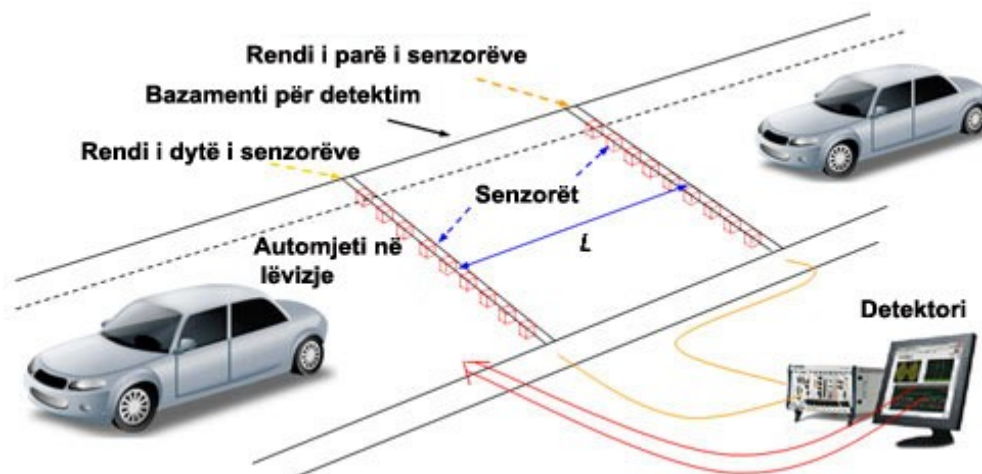 Rendi i parë i senzorëve
Bazamenti për detektim
Rendi i dytë i senzorëve
Senzorët
L
Automjeti në
lëvizje
Detektori